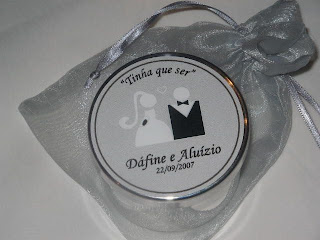 "Tinha que ser"
Dáfine e Aluízio
22/09/2007